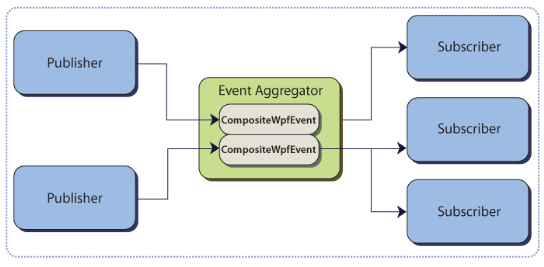 Publisher
Publisher
Event Aggregator
CompositeWpfEvent
CompositeWpfEvent
Subscriber
Subscriber
Subscriber